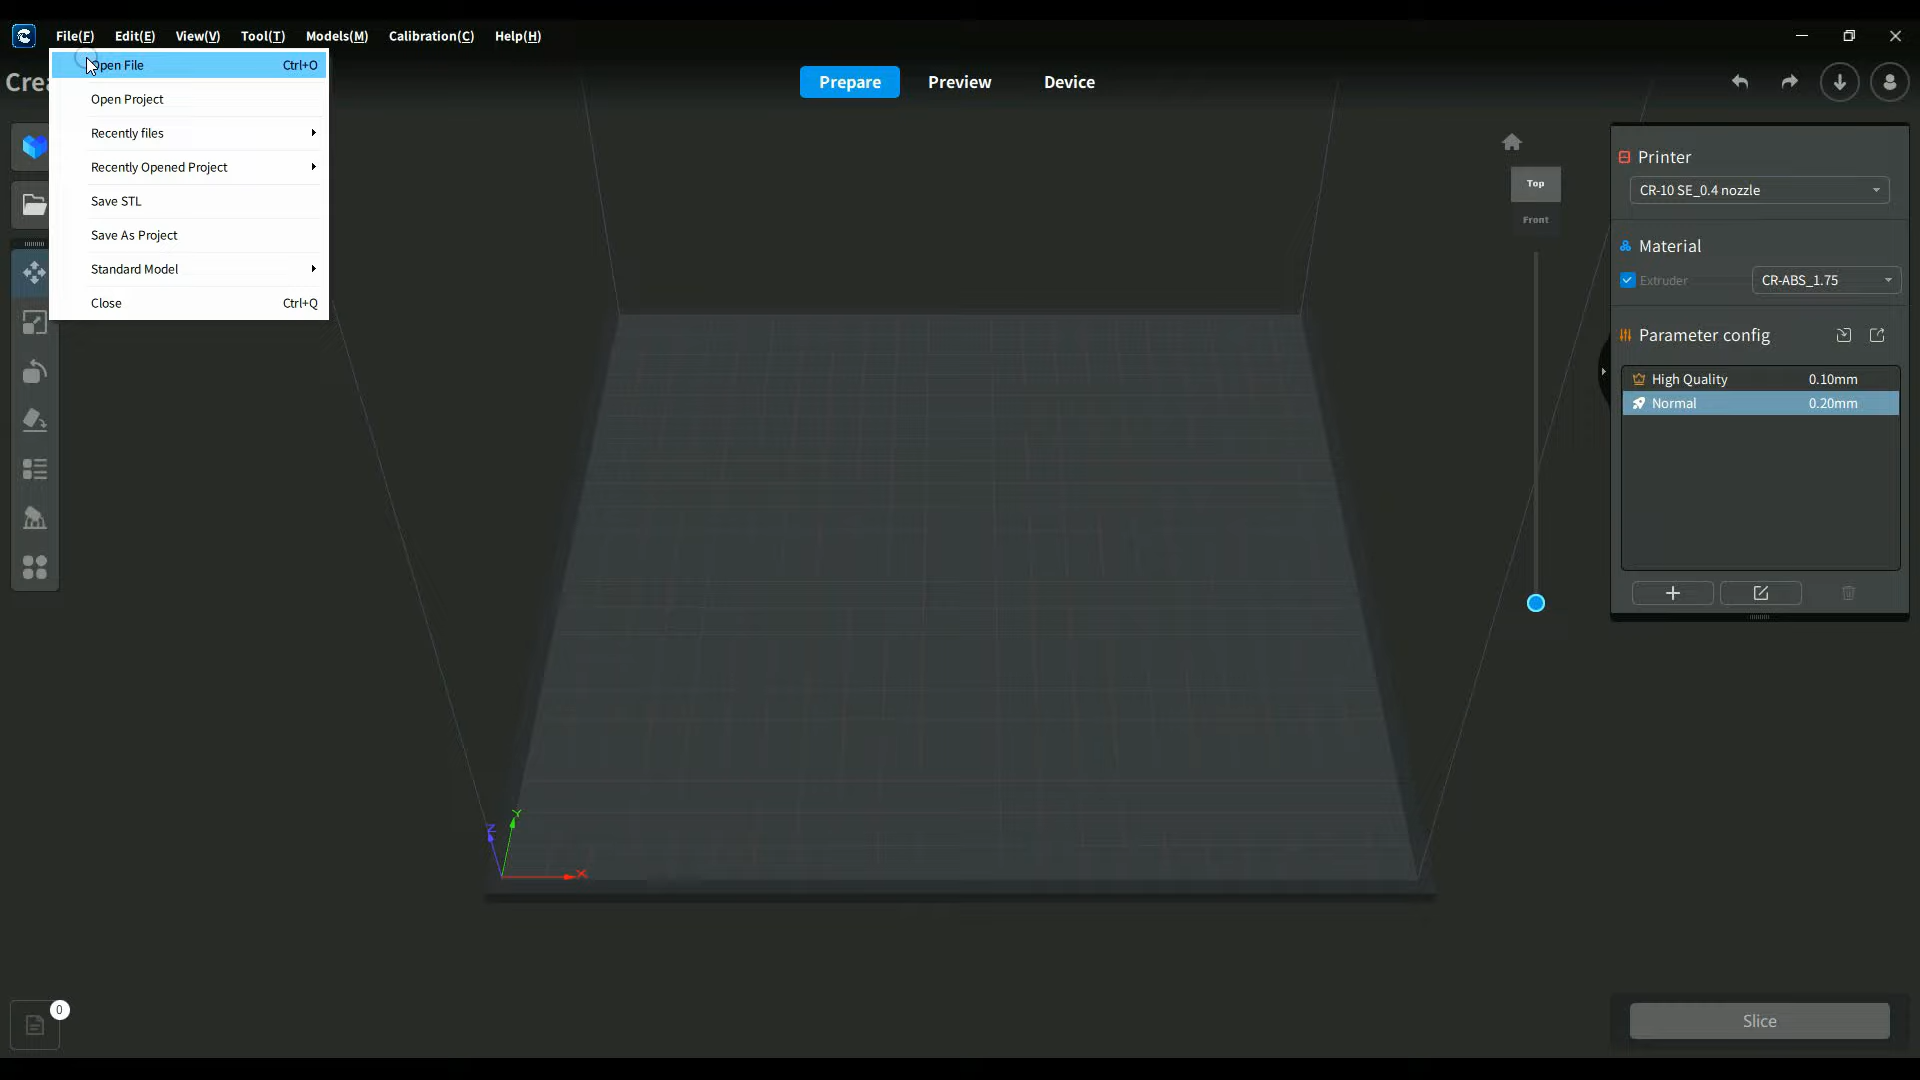 File(F) Edit(E) View(V) Tool(T) Models(M) Calibration(C) Help(H)
Open File Ctrl+O
Open Project
Recently files
Recently Opened Project
Save STL
Save As Project
Standard Model
Close Ctrl+Q
Prepare Preview Device
Top
Front
Printer
CR-10 SE_0.4 nozzle
Material
Extruder CR-ABS_1.75
Parameter config
High Quality 0.10mm
Normal 0.20mm
Z Y X
0
Slice